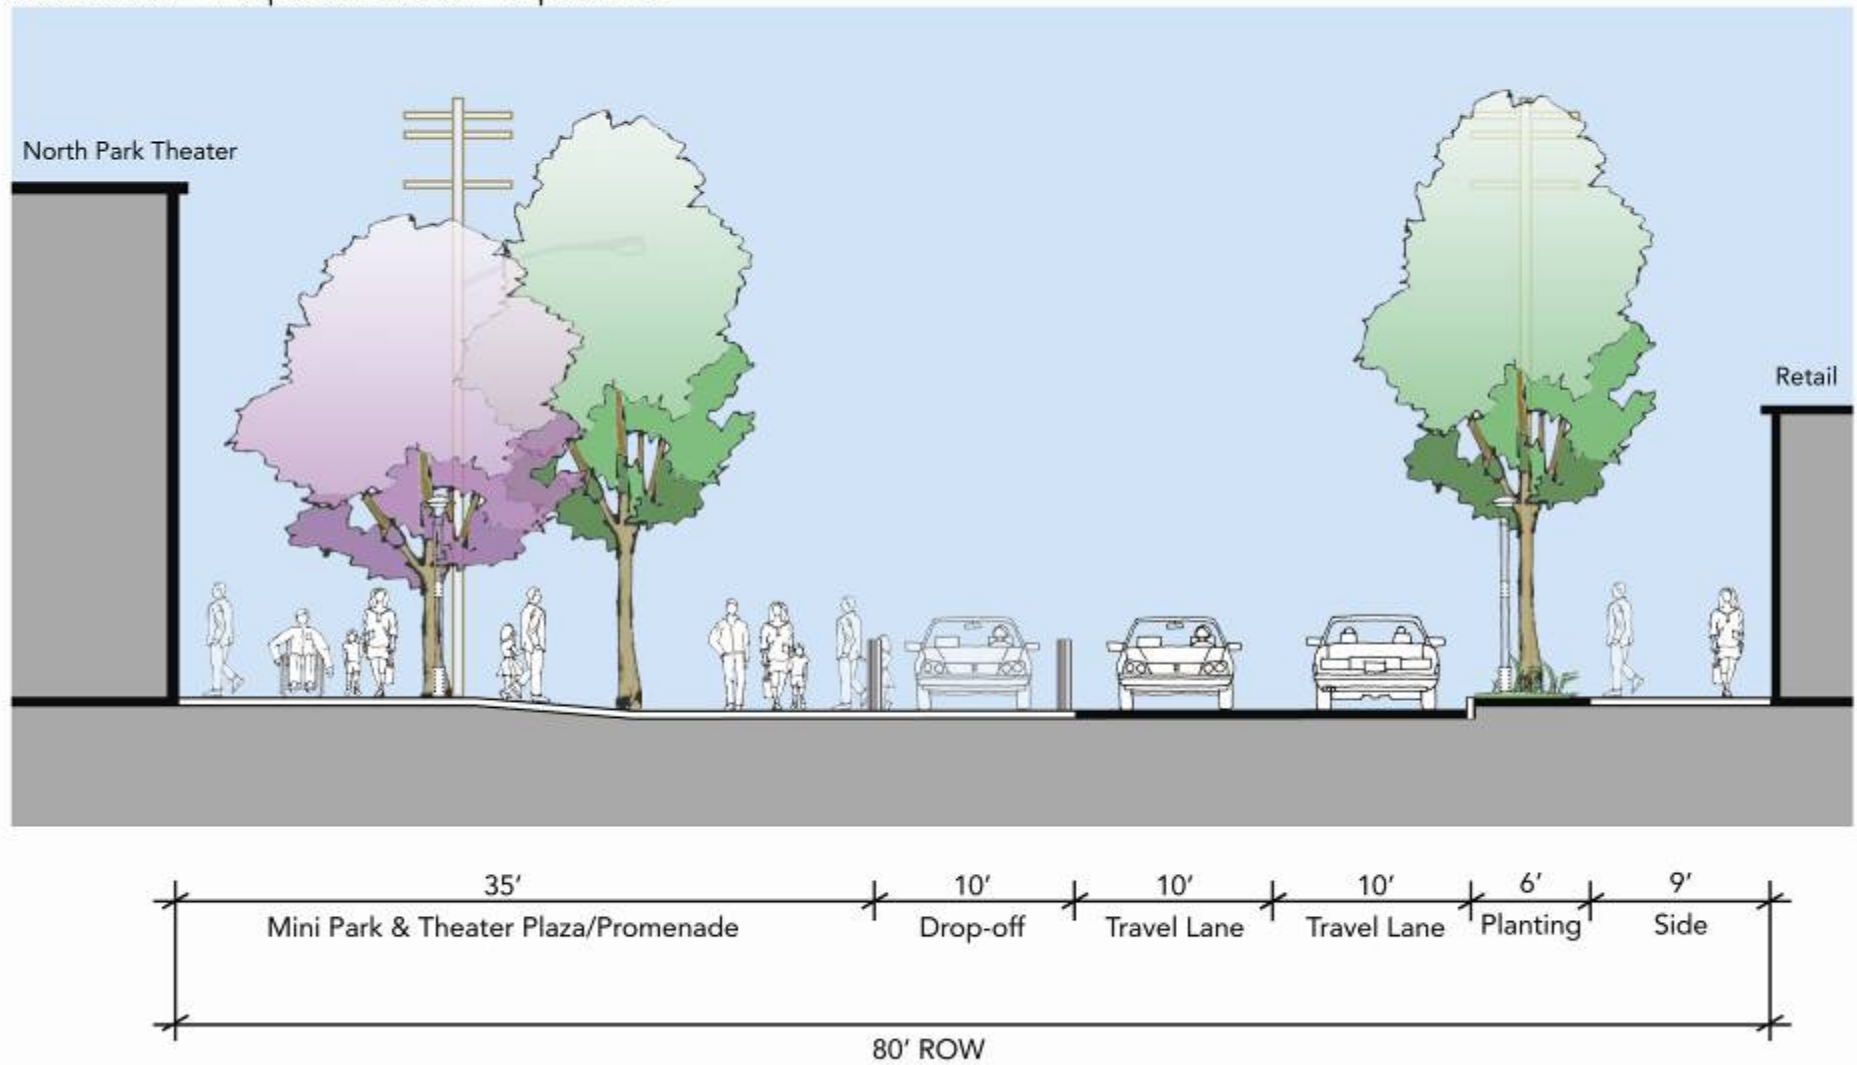 North Park Theater
Retail
35’ 10’ 10’ 10’ 6’ 9’
Mini Park & Theater Plaza/Promenade Drop-off Travel Lane Travel Lane Planting Side
80’ ROW